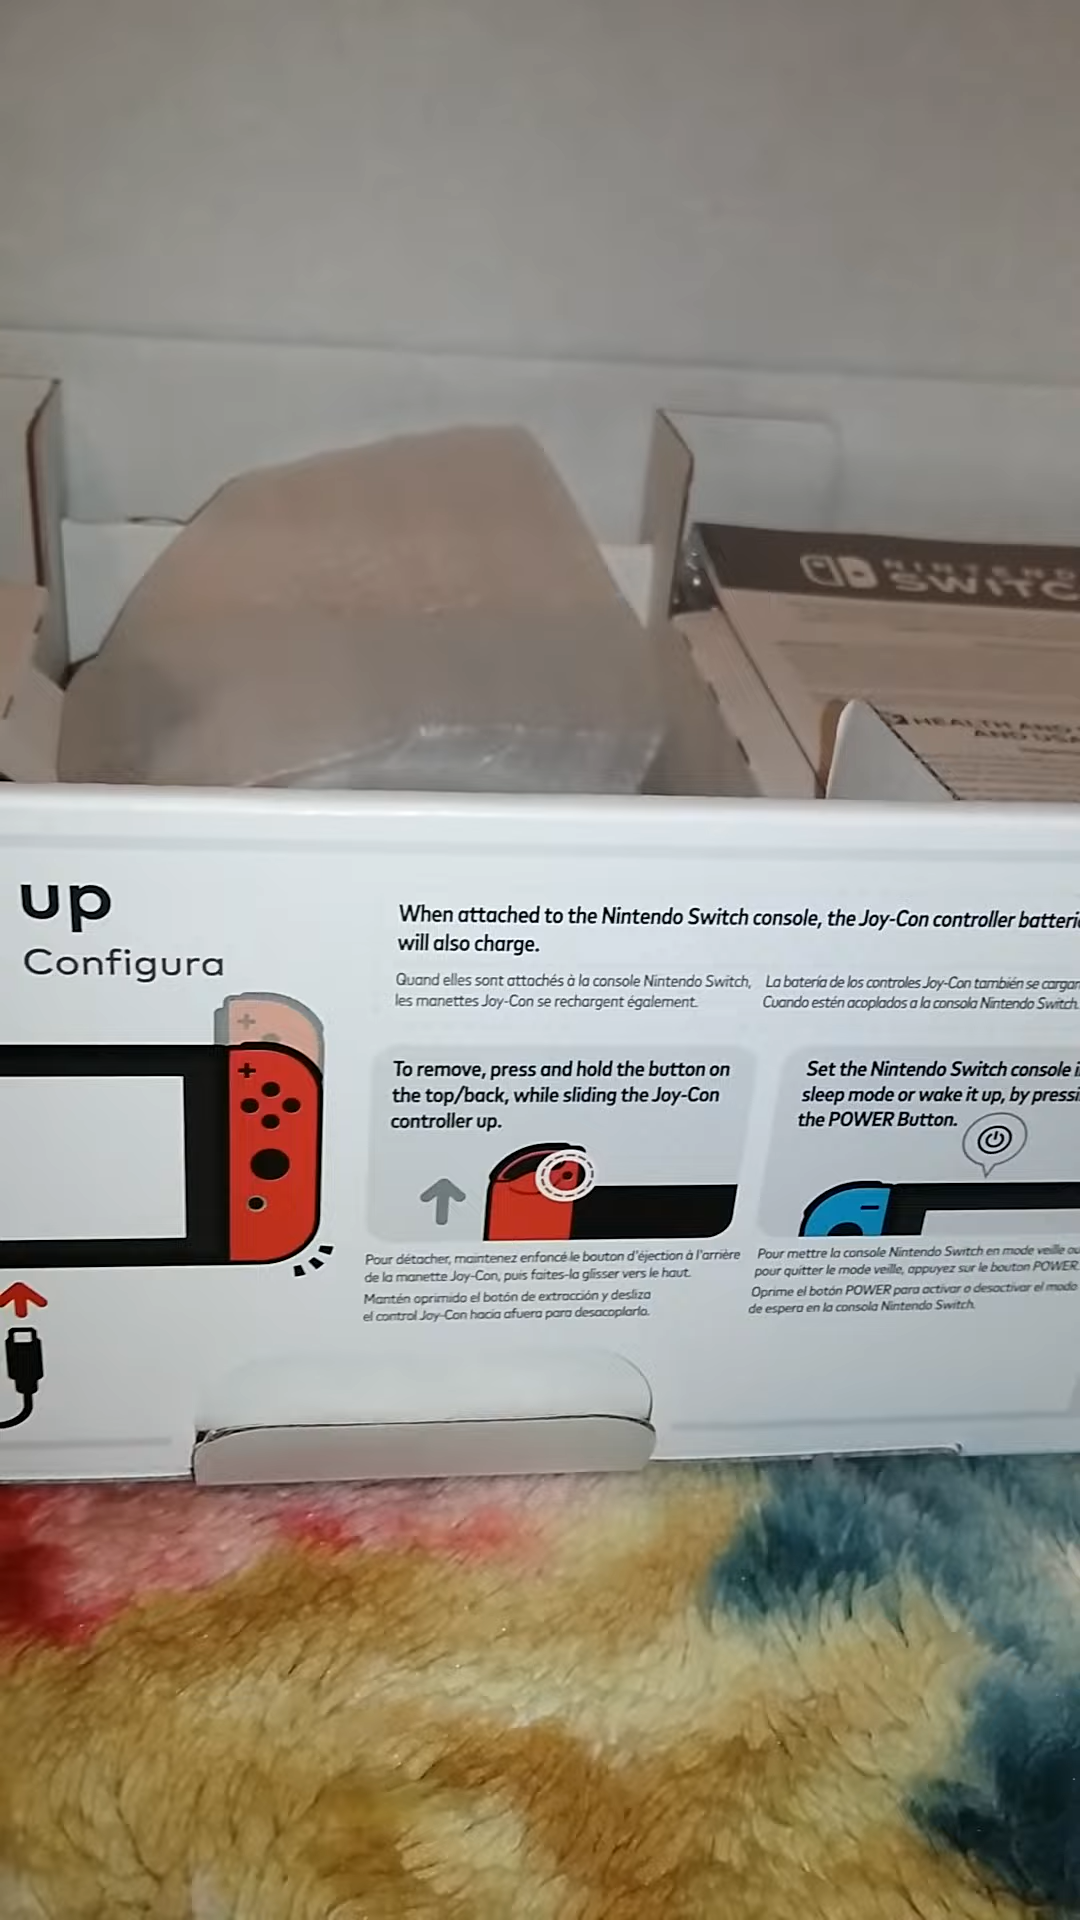 NINTENDO
SWITCH
HEALTH AND
AND USA
up
Configura
When attached to the Nintendo Switch console, the Joy-Con controller batteri
will also charge.
Quand elles sont attachés à la console Nintendo Switch,
les manettes Joy-Con se rechargent également.
La batería de los controles Joy-Con también se cargar
Cuando estén acoplados a la consola Nintendo Switch.
To remove, press and hold the button on
the top/back, while sliding the Joy-Con
controller up.
Set the Nintendo Switch console i
sleep mode or wake it up, by pressi
the POWER Button.
Pour détacher, maintenez enfoncé le bouton d'éjection à l'arrière
de la manette Joy-Con, puis faites-la glisser vers le haut.
Mantén oprimido el botón de extracción y desliza
el control Joy-Con hacia afuera para desacoplarlo.
Pour mettre la console Nintendo Switch en mode veille ou
pour quitter le mode veille, appuyez sur le bouton POWER.
Oprime el botón POWER para activar o desactivar el modo
de espera en la consola Nintendo Switch.